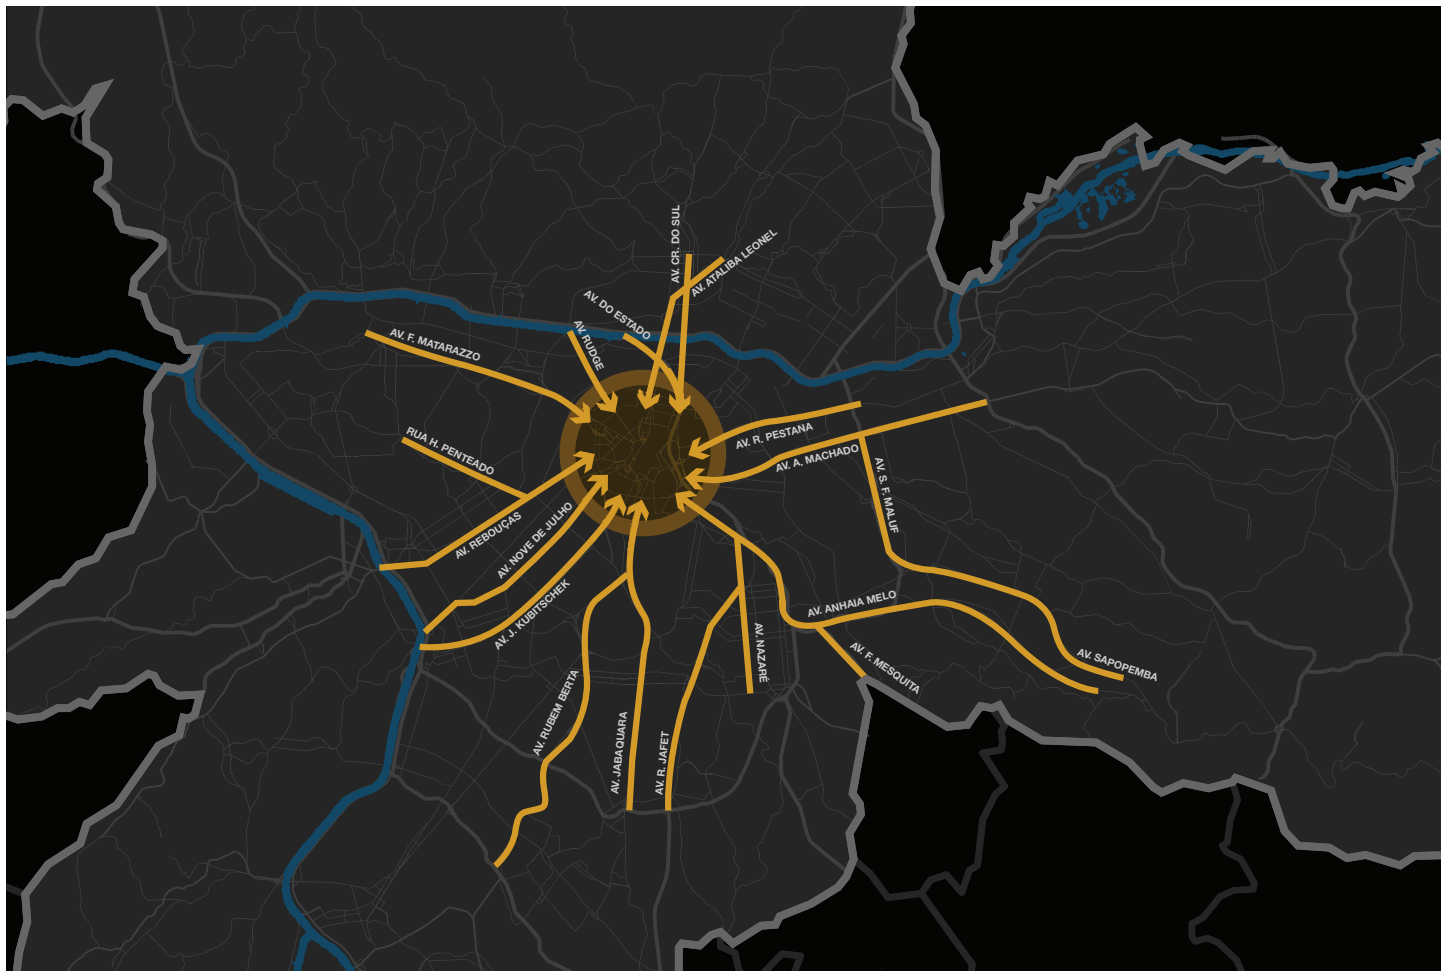 AV. CR. DO SUL
AV. ATALIBA LEONEL
AV. DO ESTADO
AV. RUDGE
AV. F. MATARAZZO
RUA H. PENTEADO
AV. R. PESTANA
AV. A. MACHADO
AV. S. F. MALUF
AV. REBOUÇAS
AV. NOVE DE JULHO
AV. J. KUBITSCHEK
AV. ANHAIA MELO
AV. NAZARÉ
AV. F. MESQUITA
AV. SAPOPEMBA
AV. RUBEM BERTA
AV. JABAQUARA
AV. R. JAFET